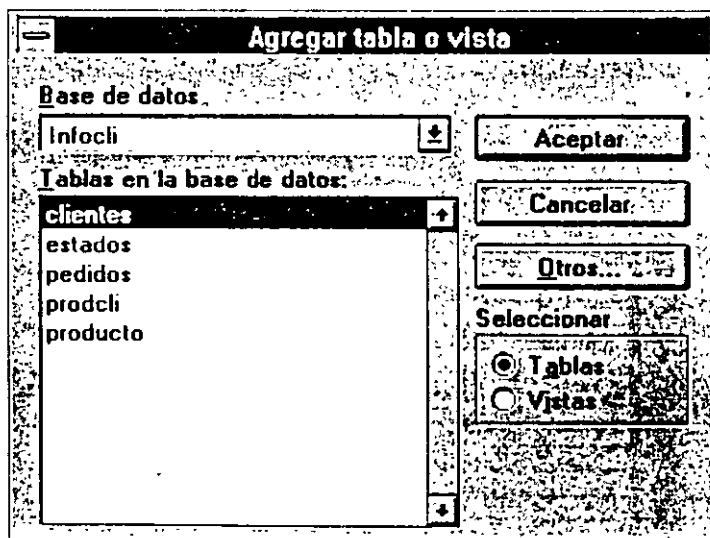 Agregar tabla o vista
Base de datos
Infocli
Aceptar
Tablas en la base de datos:
clientes
estados
pedidos
prodcli
producto
Cancelar
Otros...
Seleccionar
Tablas
Vistas